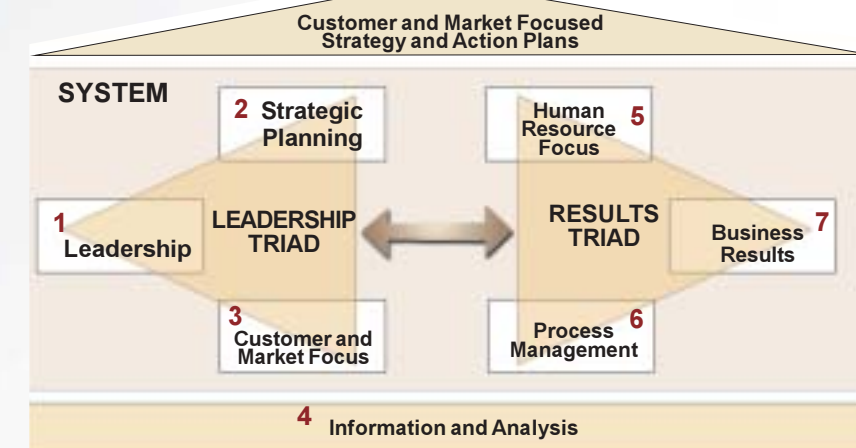 Customer and Market Focused
Strategy and Action Plans
SYSTEM
2 Strategic
Planning
Human 5
Resource
Focus
1
Leadership
LEADERSHIP
TRIAD
RESULTS
TRIAD
Business 7
Results
3
Customer and
Market Focus
6
Process
Management
4 Information and Analysis